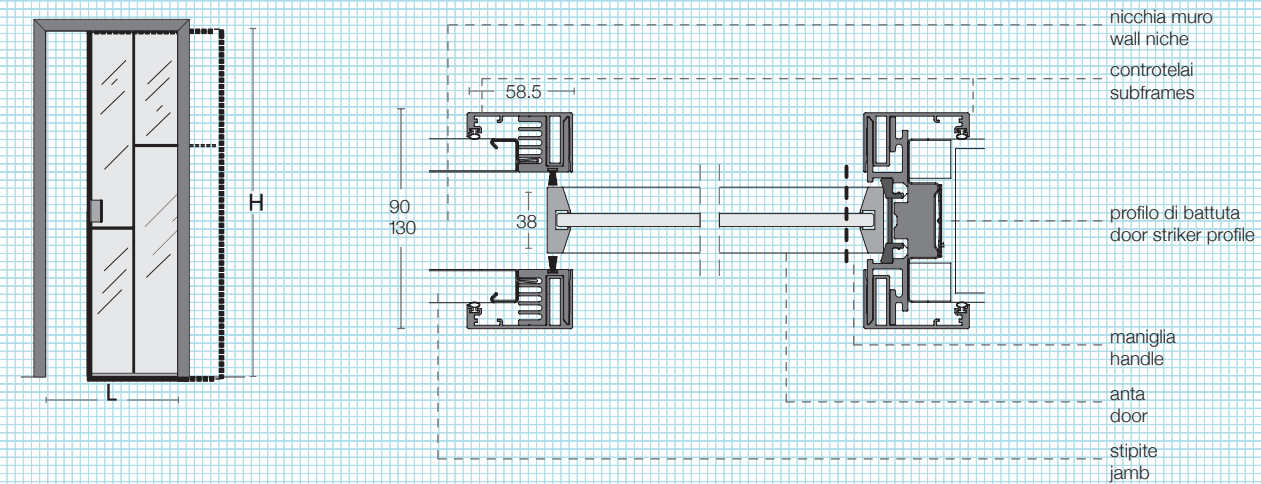 nicchia muro
wall niche
controtelai
subframes
58.5
H
90
130
38
profilo di battuta
door striker profile
maniglia
handle
L
anta
door
stipite
jamb